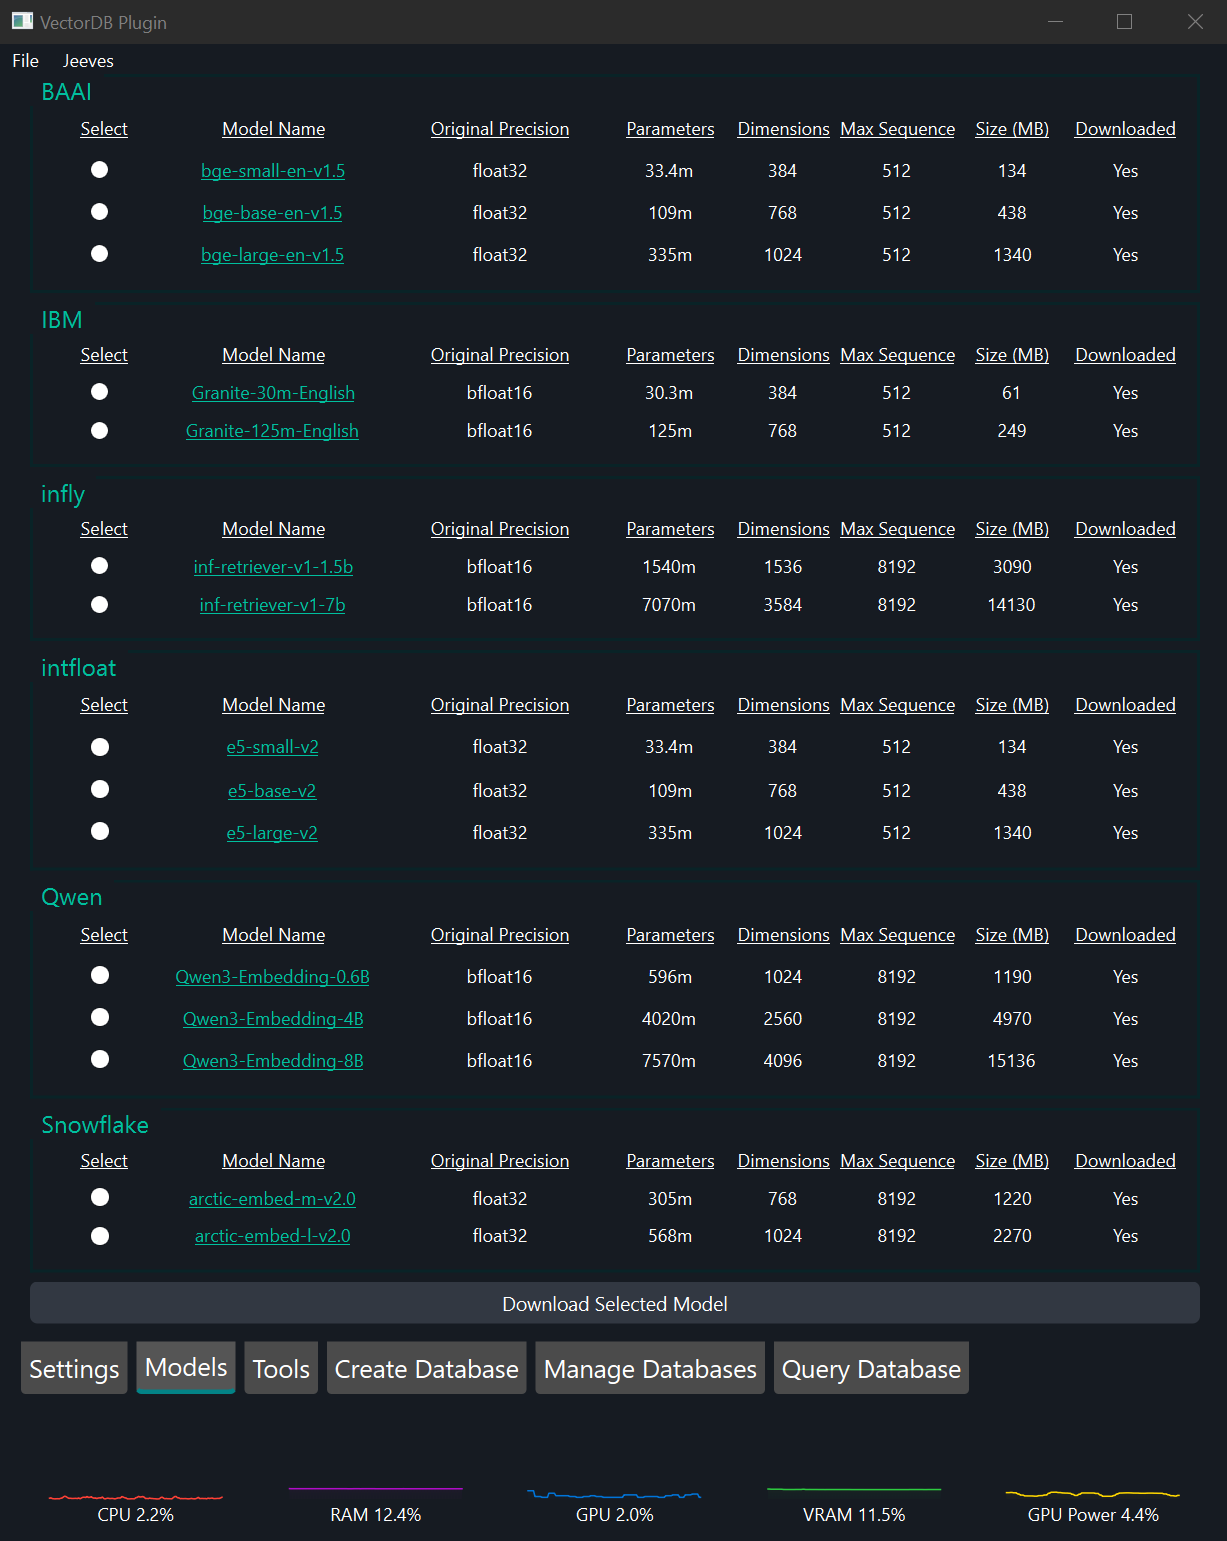 VectorDB Plugin
File Jeeves
BAAI
Select Model Name Original Precision Parameters Dimensions Max Sequence Size (MB) Downloaded
bge-small-en-v1.5 float32 33.4m 384 512 134 Yes
bge-base-en-v1.5 float32 109m 768 512 438 Yes
bge-large-en-v1.5 float32 335m 1024 512 1340 Yes
IBM
Select Model Name Original Precision Parameters Dimensions Max Sequence Size (MB) Downloaded
Granite-30m-English bfloat16 30.3m 384 512 61 Yes
Granite-125m-English bfloat16 125m 768 512 249 Yes
infly
Select Model Name Original Precision Parameters Dimensions Max Sequence Size (MB) Downloaded
inf-retriever-v1-1.5b bfloat16 1540m 1536 8192 3090 Yes
inf-retriever-v1-7b bfloat16 7070m 3584 8192 14130 Yes
intfloat
Select Model Name Original Precision Parameters Dimensions Max Sequence Size (MB) Downloaded
e5-small-v2 float32 33.4m 384 512 134 Yes
e5-base-v2 float32 109m 768 512 438 Yes
e5-large-v2 float32 335m 1024 512 1340 Yes
Qwen
Select Model Name Original Precision Parameters Dimensions Max Sequence Size (MB) Downloaded
Qwen3-Embedding-0.6B bfloat16 596m 1024 8192 1190 Yes
Qwen3-Embedding-4B bfloat16 4020m 2560 8192 4970 Yes
Qwen3-Embedding-8B bfloat16 7570m 4096 8192 15136 Yes
Snowflake
Select Model Name Original Precision Parameters Dimensions Max Sequence Size (MB) Downloaded
arctic-embed-m-v2.0 float32 305m 768 8192 1220 Yes
arctic-embed-l-v2.0 float32 568m 1024 8192 2270 Yes
Download Selected Model
Settings Models Tools Create Database Manage Databases Query Database
CPU 2.2% RAM 12.4% GPU 2.0% VRAM 11.5% GPU Power 4.4%